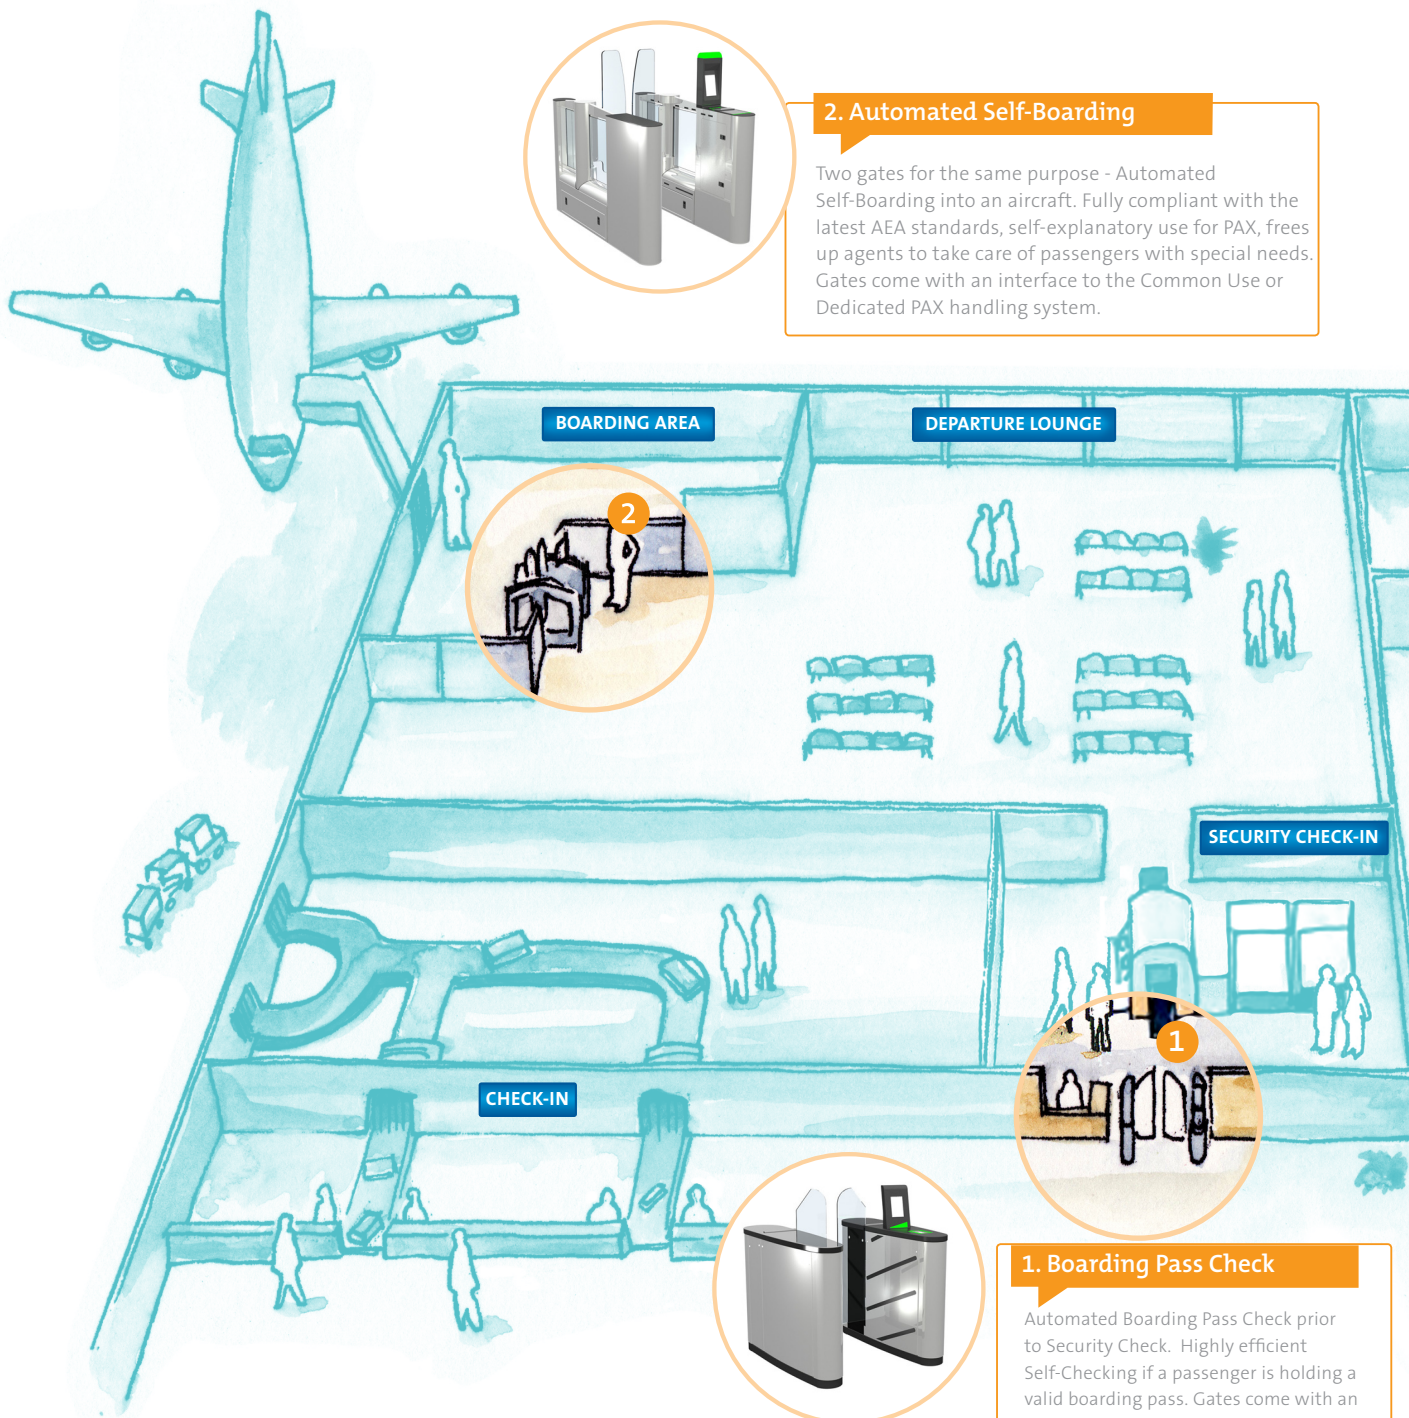 2. Automated Self-Boarding
Two gates for the same purpose - Automated
Self-Boarding into an aircraft. Fully compliant with the
latest AEA standards, self-explanatory use for PAX, frees
up agents to take care of passengers with special needs.
Gates come with an interface to the Common Use or
Dedicated PAX handling system.
BOARDING AREA
DEPARTURE LOUNGE
2
SECURITY CHECK-IN
1
CHECK-IN
1. Boarding Pass Check
Automated Boarding Pass Check prior
to Security Check. Highly efficient
Self-Checking if a passenger is holding a
valid boarding pass. Gates come with an